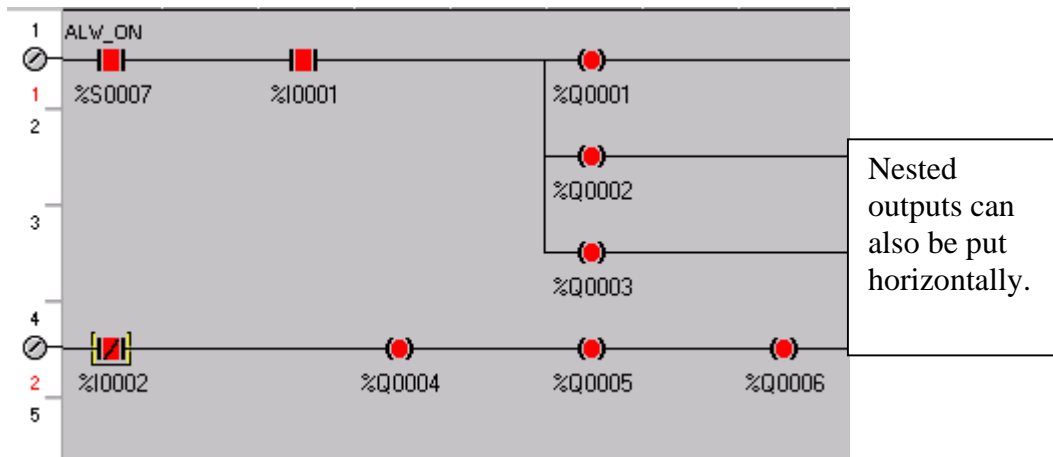 1 ALW_ON
1 %S0007 %I0001 %Q0001
2
%Q0002
3
%Q0003
4
2 %I0002 %Q0004 %Q0005 %Q0006
5
Nested
outputs can
also be put
horizontally.